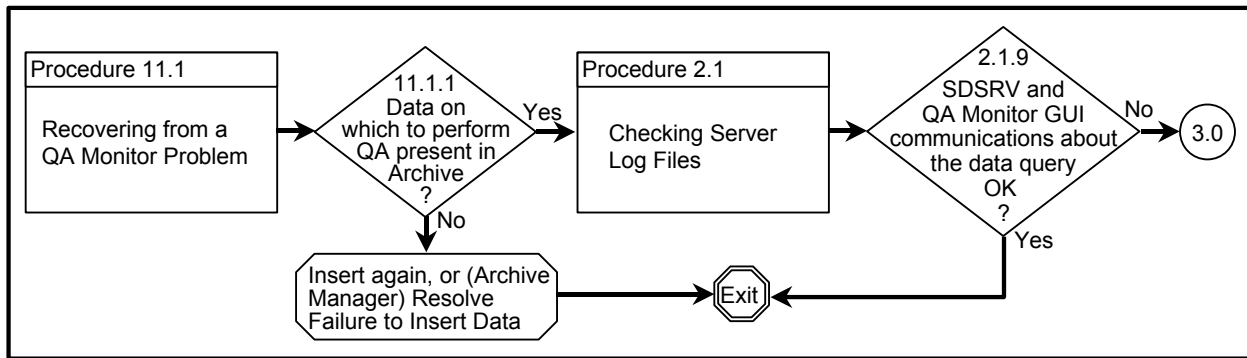 Procedure 11.1
Recovering from a
QA Monitor Problem
11.1.1
Data on
which to perform
QA present in
Archive
?
Yes
No
Insert again, or (Archive
Manager) Resolve
Failure to Insert Data
Procedure 2.1
Checking Server
Log Files
2.1.9
SDSRV and
QA Monitor GUI
communications about
the data query
OK
?
No
3.0
Yes
Exit